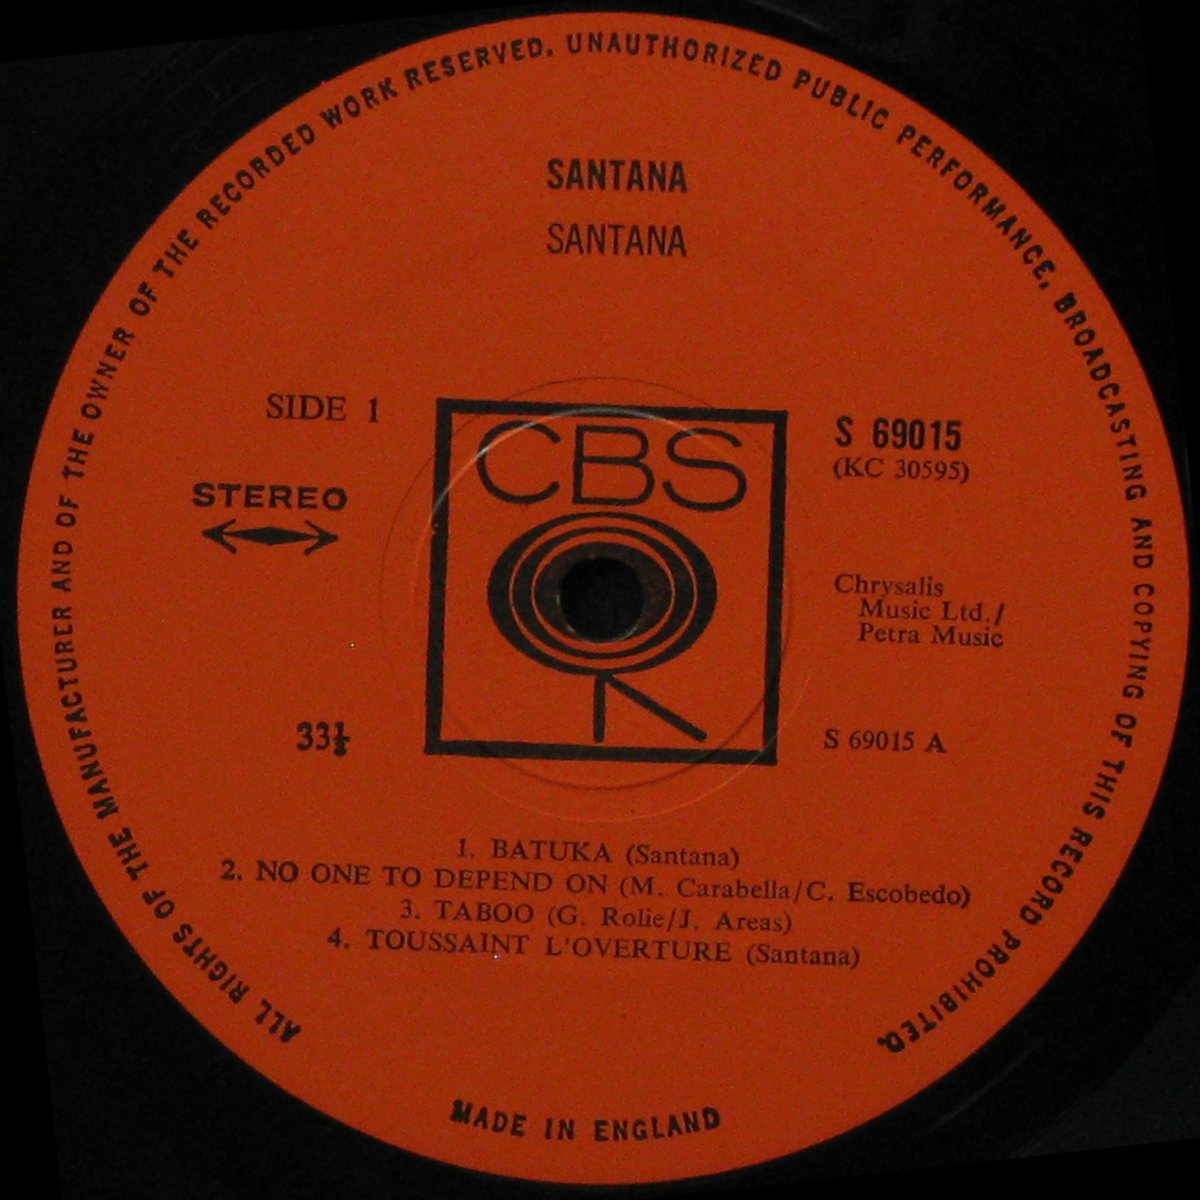 ALL RIGHTS OF THE MANUFACTURER AND OF THE OWNER OF THE RECORDED WORK RESERVED. UNAUTHORIZED PUBLIC PERFORMANCE, BROADCASTING AND COPYING OF THIS RECORD PROHIBITED.
SANTANA
SANTANA
SIDE 1
STEREO
33⅓
CBS
S 69015
(KC 30595)
Chrysalis
Music Ltd./
Petra Music
S 69015 A
1. BATUKA (Santana)
2. NO ONE TO DEPEND ON (M. Carabella/C. Escobedo)
3. TABOO (G. Rolie/J. Areas)
4. TOUSSAINT L'OVERTURE (Santana)
MADE IN ENGLAND